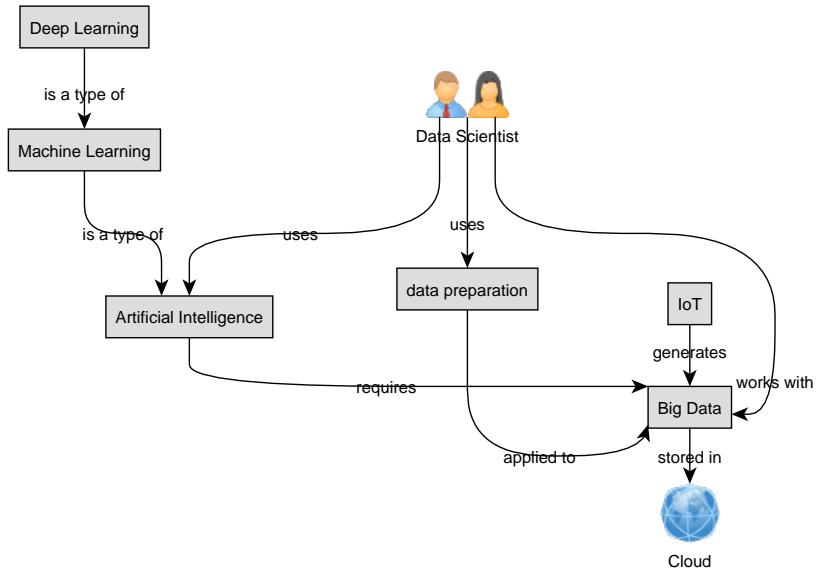 Deep Learning
is a type of
Machine Learning
Data Scientist
is a type of
uses
uses
Artificial Intelligence
data preparation
IoT
generates
requires
works with
Big Data
applied to
stored in
Cloud